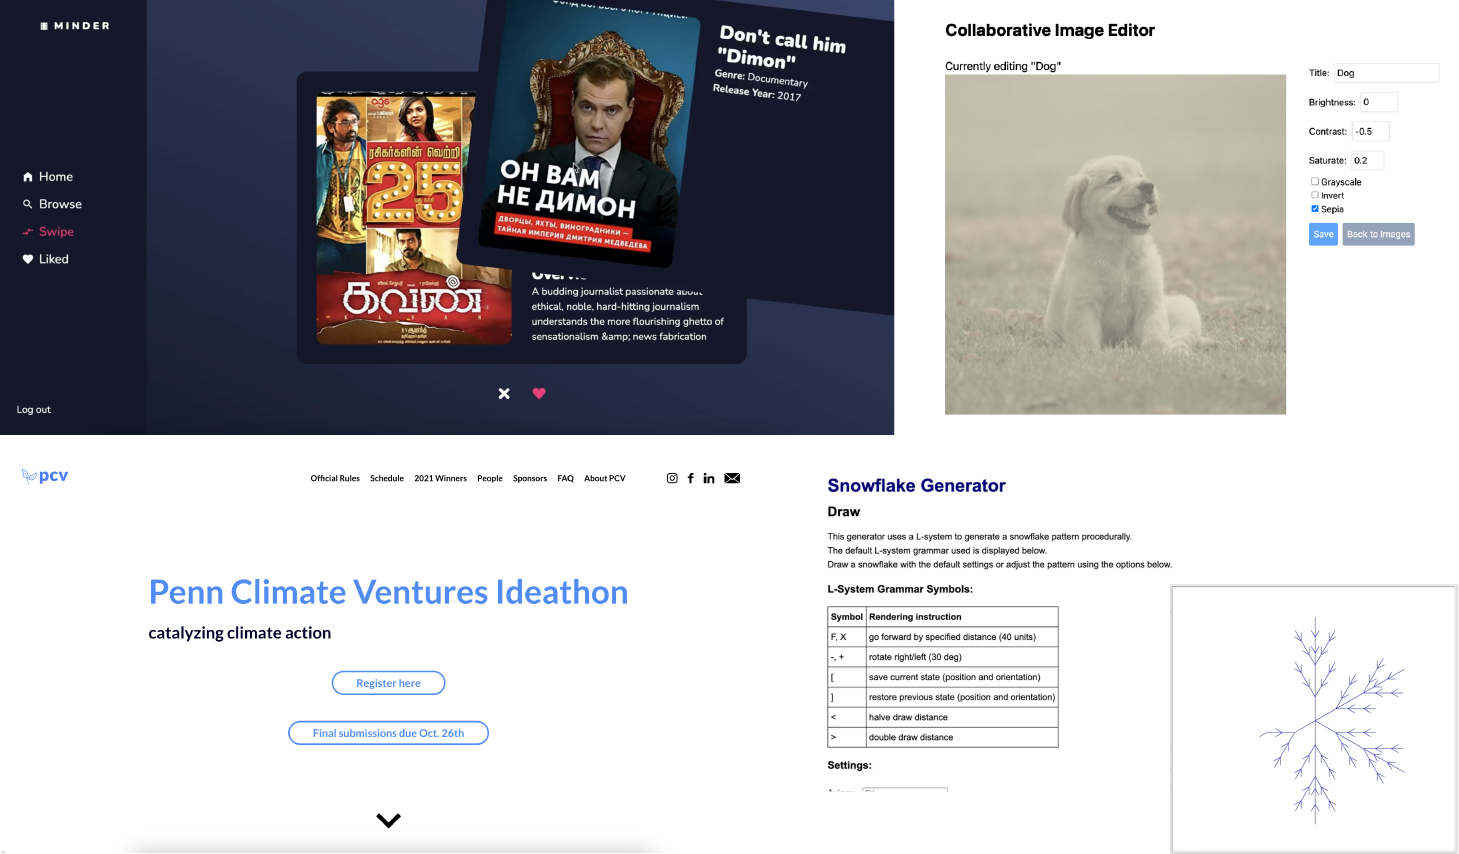 MINDER
Home
Browse
Swipe
Liked
Log out
ags
ரசிகர்களின் வெற்றி
25
கவண்
K A V A N
ОН ВАМ
НЕ ДИМОН
ДВОРЦЫ, ЯХТЫ, ВИНОГРАДНИКИ —
ТАЙНАЯ ИМПЕРИЯ ДМИТРИЯ МЕДВЕДЕВА
Don't call him
"Dimon"
Genre: Documentary
Release Year: 2017
A budding journalist passionate about
ethical, noble, hard-hitting journalism
understands the more flourishing ghetto of
sensationalism &amp; news fabrication
Collaborative Image Editor
Currently editing "Dog"
Title: Dog
Brightness: 0
Contrast: -0.5
Saturate: 0.2
Grayscale
Invert
Sepia
Save Back to Images
pcv
Official Rules Schedule 2021 Winners People Sponsors FAQ About PCV
Penn Climate Ventures Ideathon
catalyzing climate action
Register here
Final submissions due Oct. 26th
Snowflake Generator
Draw
This generator uses a L-system to generate a snowflake pattern procedurally.
The default L-system grammar used is displayed below.
Draw a snowflake with the default settings or adjust the pattern using the options below.
L-System Grammar Symbols:
Symbol Rendering instruction
F, X go forward by specified distance (40 units)
-, + rotate right/left (30 deg)
[ save current state (position and orientation)
] restore previous state (position and orientation)
< halve draw distance
> double draw distance
Settings: